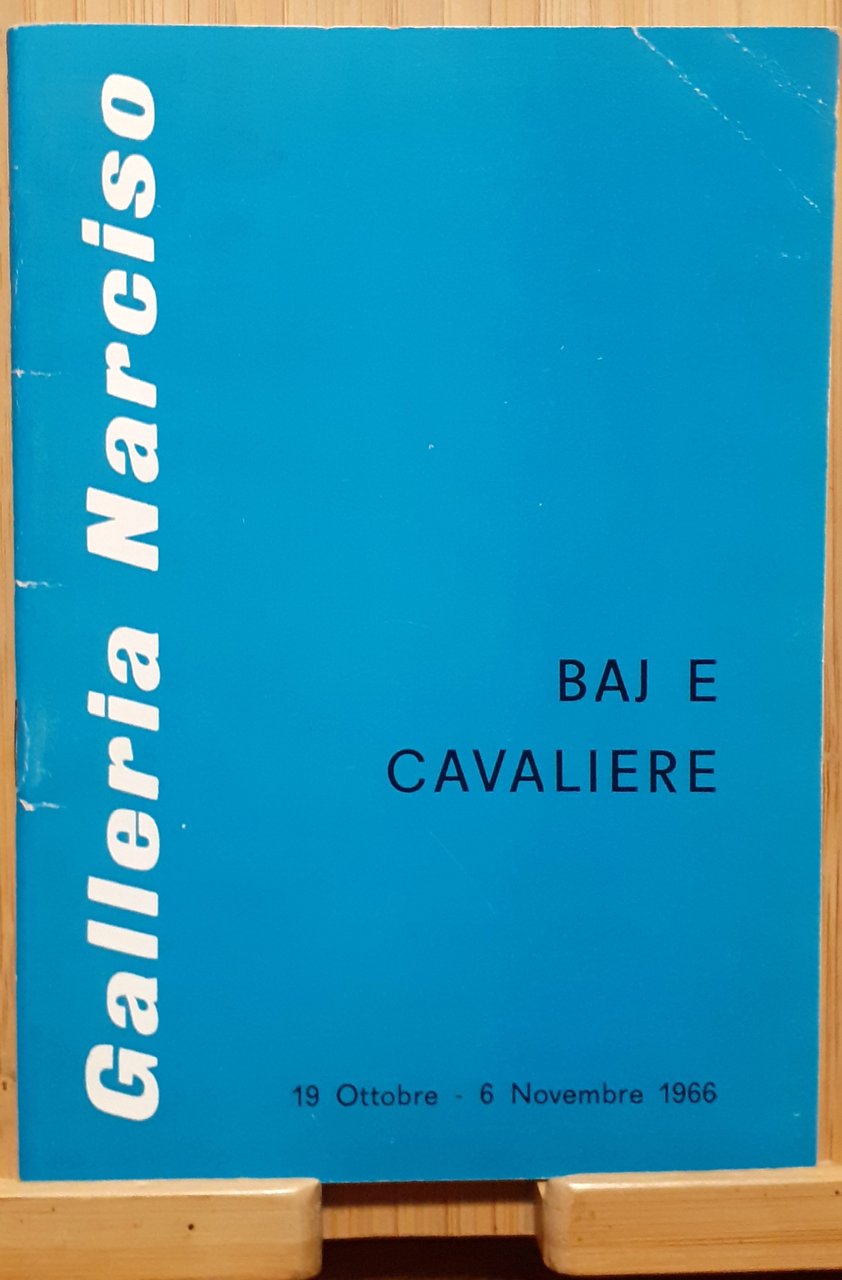 Galleria Narciso
BAJ E
CAVALIERE
19 Ottobre - 6 Novembre 1966